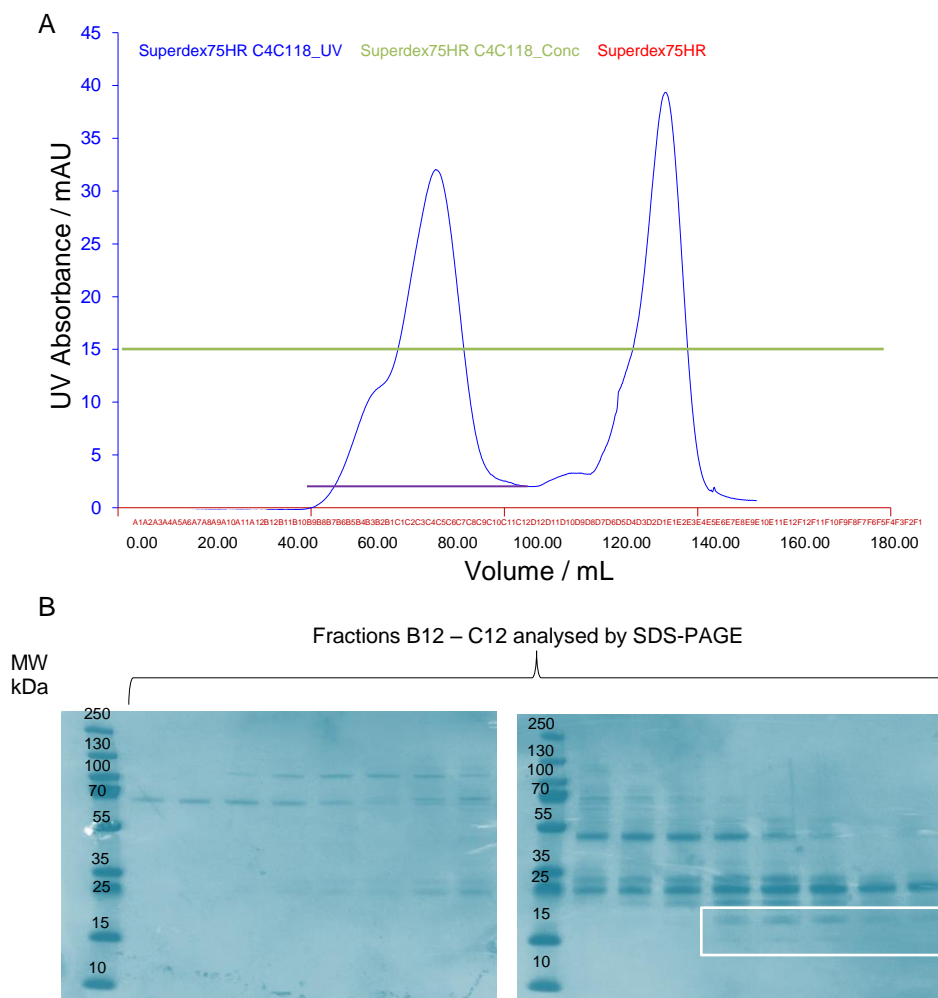 A
Superdex75HR C4C118_UV Superdex75HR C4C118_Conc Superdex75HR
UV Absorbance / mAU
45
40
35
30
25
20
15
10
5
0
A1A2A3A4A5A6A7A8A9A10A11A12B12B11B10B9B8B7B6B5B4B3B2B1C1C2C3C4C5C6C7C8C9C10C11C12D12D11D10D9D8D7D6D5D4D3D2D1E1E2E3E4E5E6E7E8E9E10E11E12F12F11F10F9F8F7F6F5F4F3F2F1
0.00 20.00 40.00 60.00 80.00 100.00 120.00 140.00 160.00 180.00
Volume / mL
B
Fractions B12 – C12 analysed by SDS-PAGE
MW
kDa
250
130
100
70
55
35
25
15
10
250
130
100
70
55
35
25
15
10